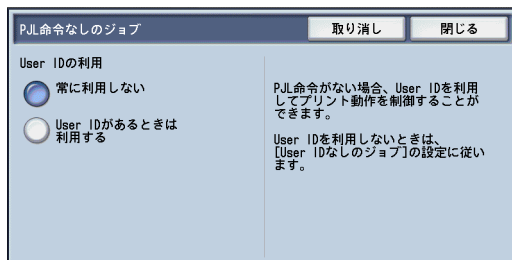 PJL命令なしのジョブ
取り消し
閉じる
User IDの利用
常に利用しない
User IDがあるときは
利用する
PJL命令がない場合、User IDを利用
してプリント動作を制御することが
できます。
User IDを利用しないときは、
[User IDなしのジョブ]の設定に従い
ます。